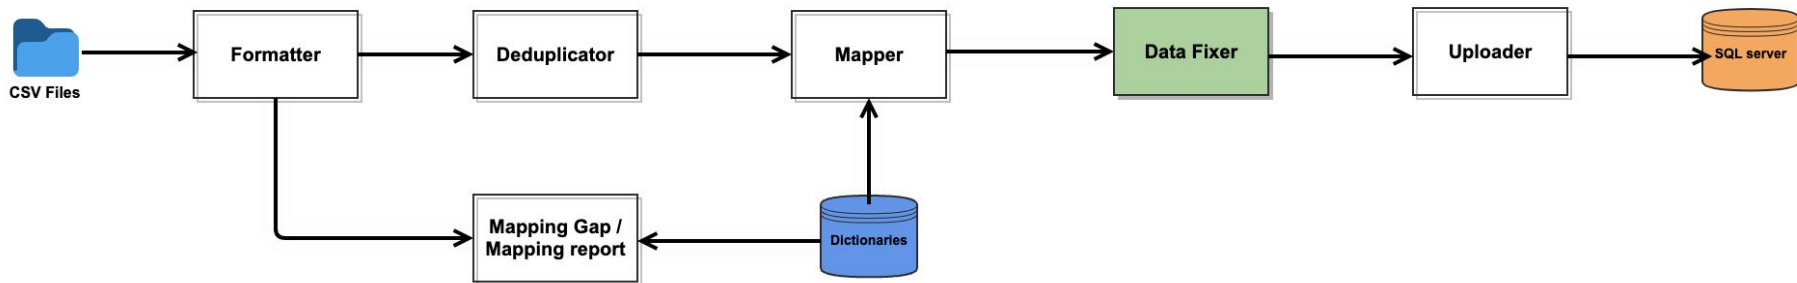 CSV Files
Formatter
Deduplicator
Mapper
Data Fixer
Uploader
SQL server
Mapping Gap /
Mapping report
Dictionaries